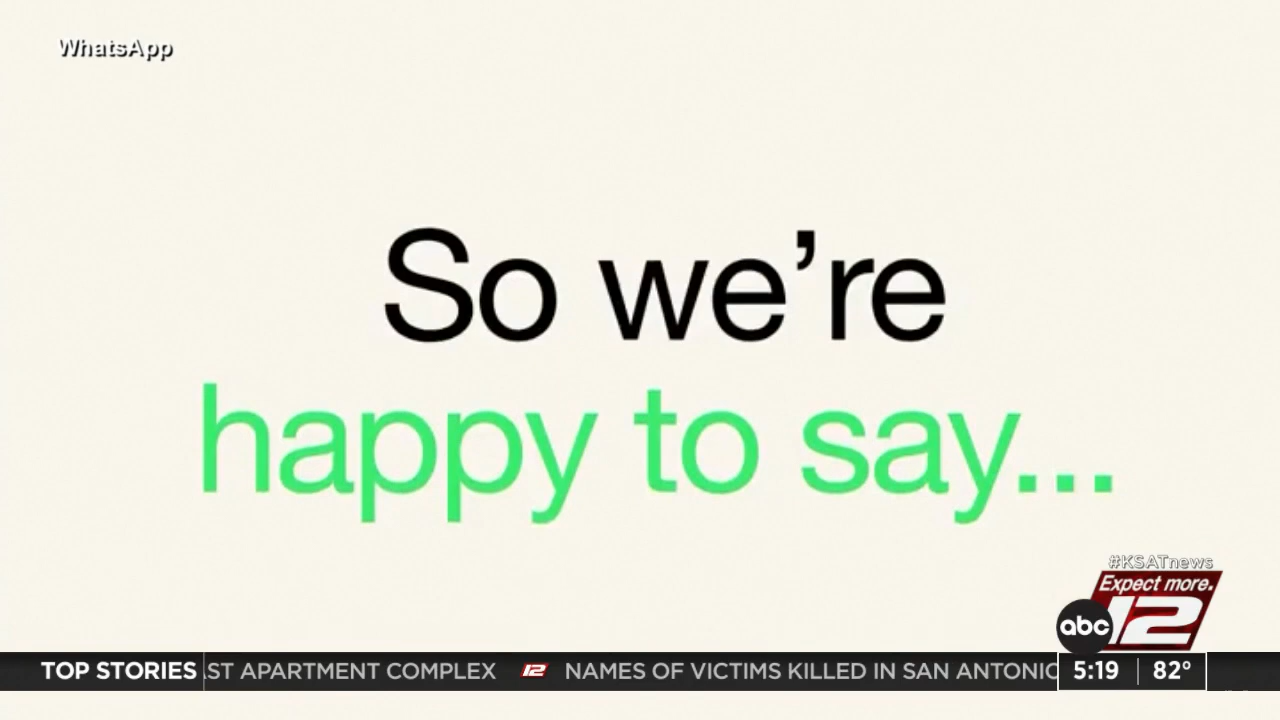 WhatsApp
So we're
happy to say...
#KSATnews
Expect more.
abc 12
TOP STORIES ST APARTMENT COMPLEX 12 NAMES OF VICTIMS KILLED IN SAN ANTONIO 5:19 82°